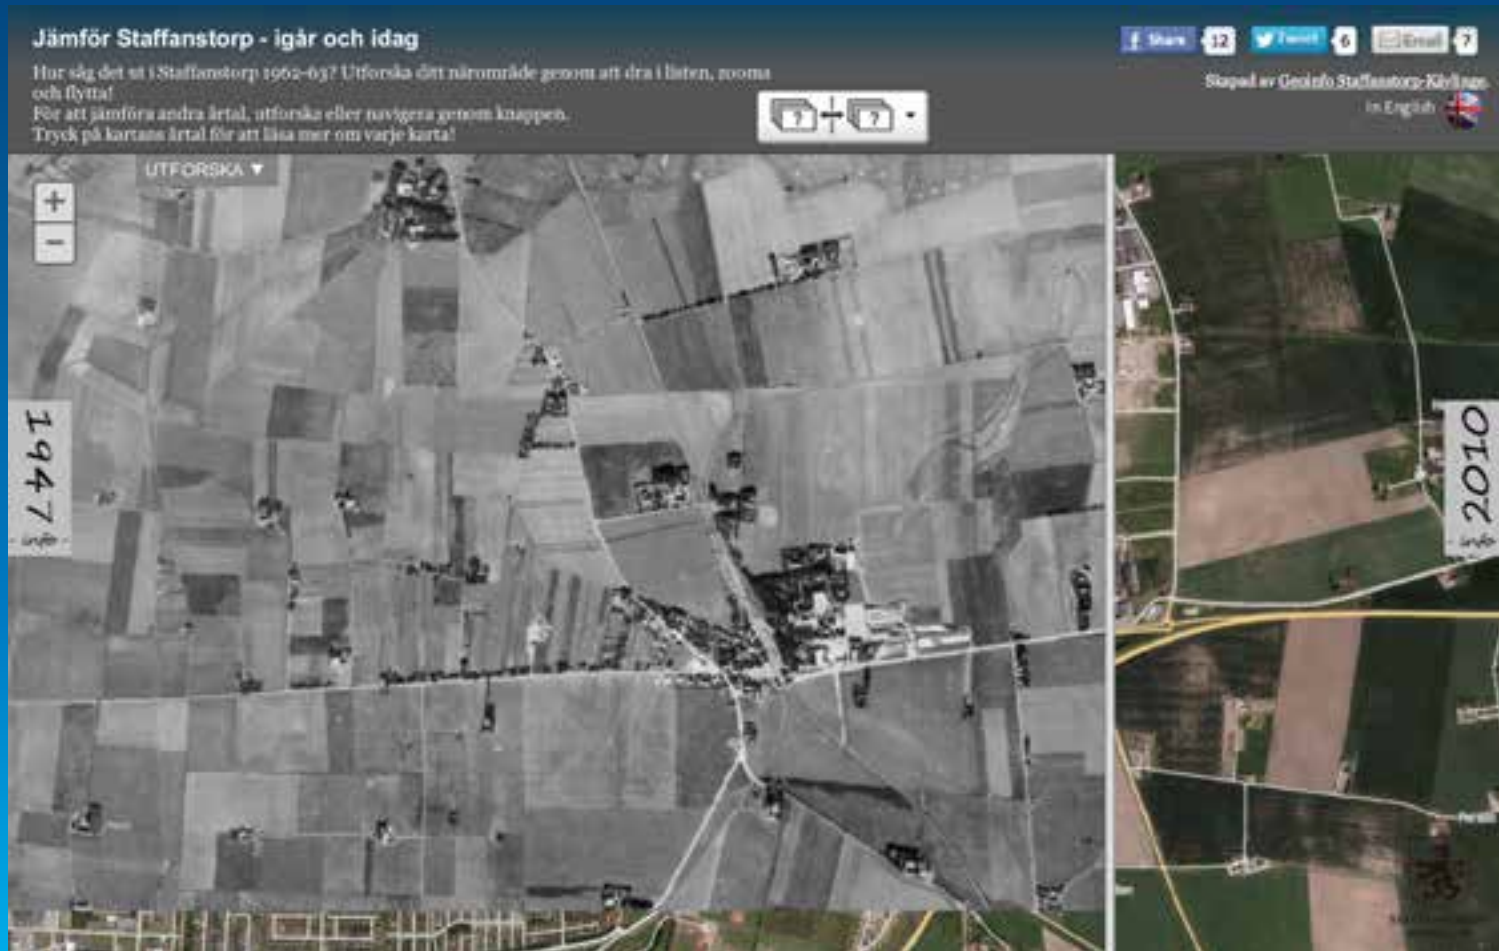 Jämför Staffanstorp - igår och idag
Hur såg det ut i Staffanstorp 1962-63? Utforska ditt närområde genom att dra i listen, zooma
och flytta!
För att jämföra andra årtal, utforska eller navigera genom knappen.
Tryck på kartans årtal för att läsa mer om varje karta!
Share 12
Tweet 6
Email 7
Skapad av Geoinfo Staffanstorp-Kävlinge.
In English
? ?
UTFORSKA ▼
+
−
1947
- info -
2010
- info -